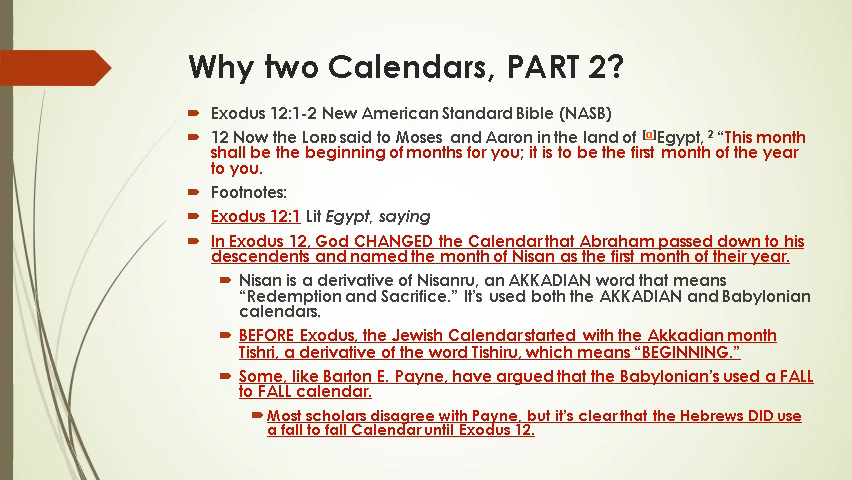 Why two Calendars, PART 2?
Exodus 12:1-2 New American Standard Bible (NASB)
12 Now the LORD said to Moses and Aaron in the land of [a]Egypt, 2 “This month
shall be the beginning of months for you; it is to be the first month of the year
to you.
Footnotes:
Exodus 12:1 Lit Egypt, saying
In Exodus 12, God CHANGED the Calendar that Abraham passed down to his
descendents and named the month of Nisan as the first month of their year.
Nisan is a derivative of Nisanru, an AKKADIAN word that means
“Redemption and Sacrifice.” It’s used both the AKKADIAN and Babylonian
calendars.
BEFORE Exodus, the Jewish Calendar started with the Akkadian month
Tishri, a derivative of the word Tishiru, which means “BEGINNING.”
Some, like Barton E. Payne, have argued that the Babylonian’s used a FALL
to FALL calendar.
Most scholars disagree with Payne, but it’s clear that the Hebrews DID use
a fall to fall Calendar until Exodus 12.